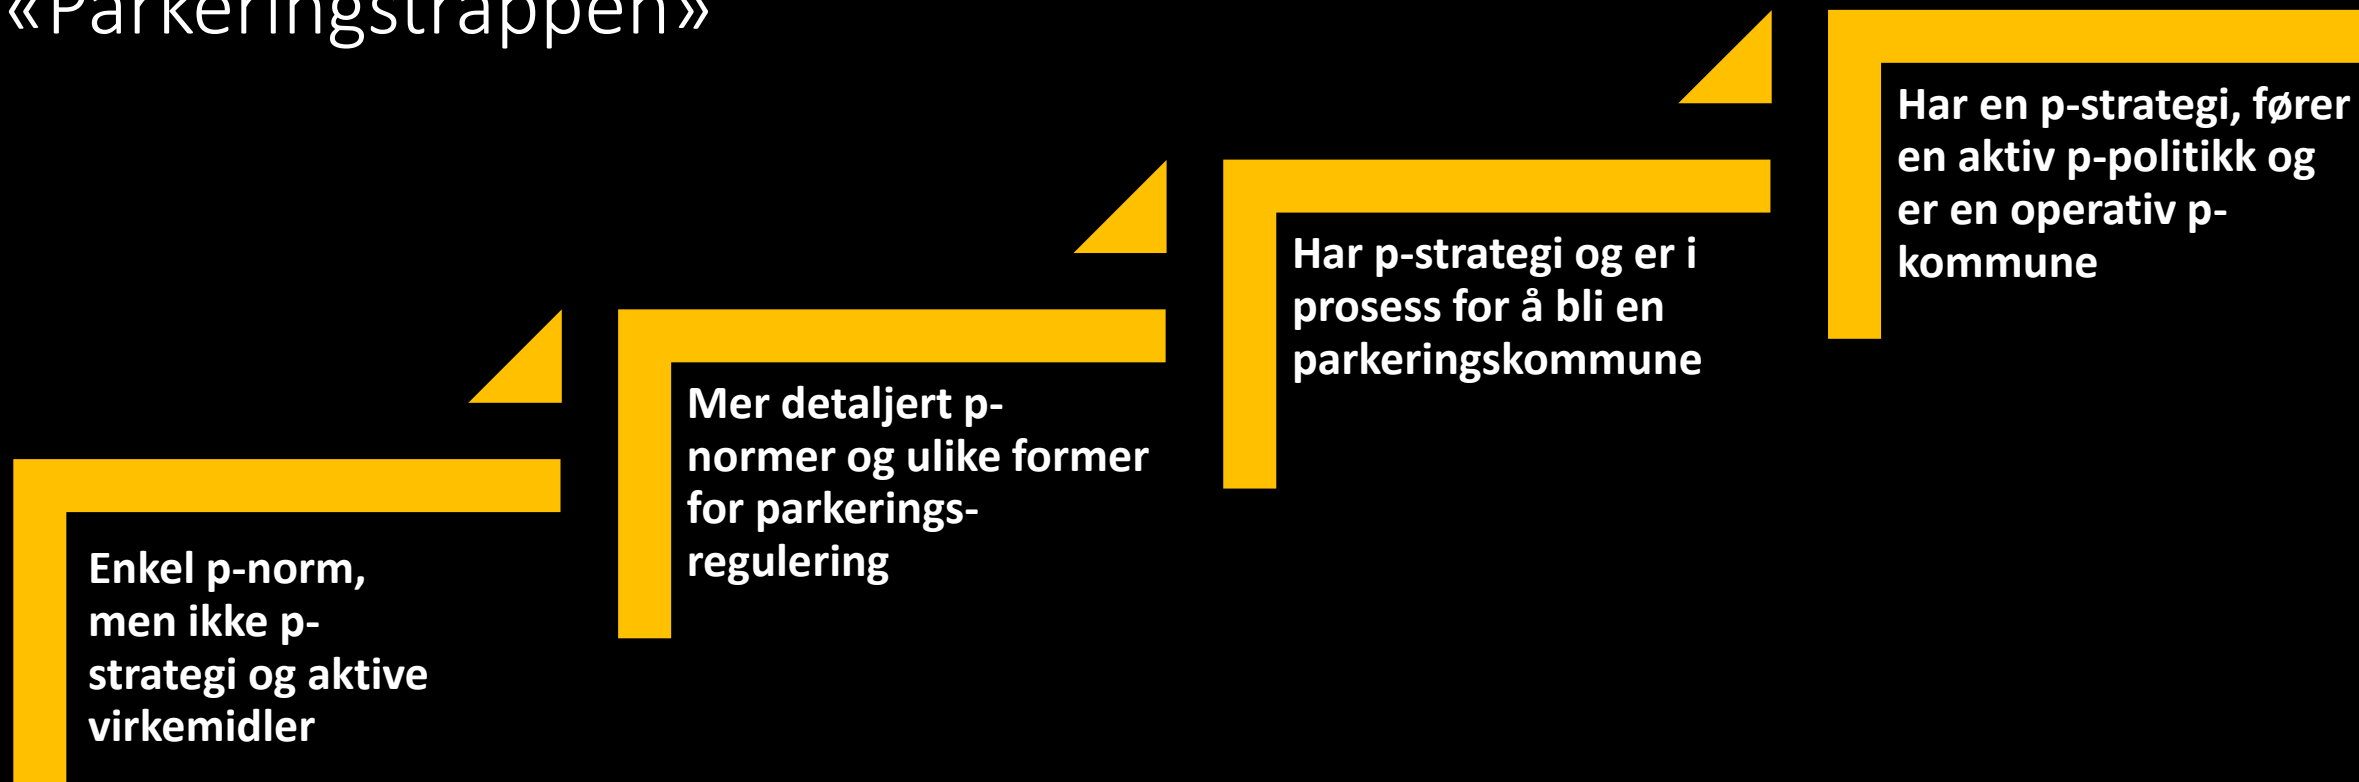 «Parkeringstrappen»
Har en p-strategi, fører
en aktiv p-politikk og
er en operativ p-
kommune
Har p-strategi og er i
prosess for å bli en
parkeringskommune
Mer detaljert p-
normer og ulike former
for parkerings-
regulering
Enkel p-norm,
men ikke p-
strategi og aktive
virkemidler